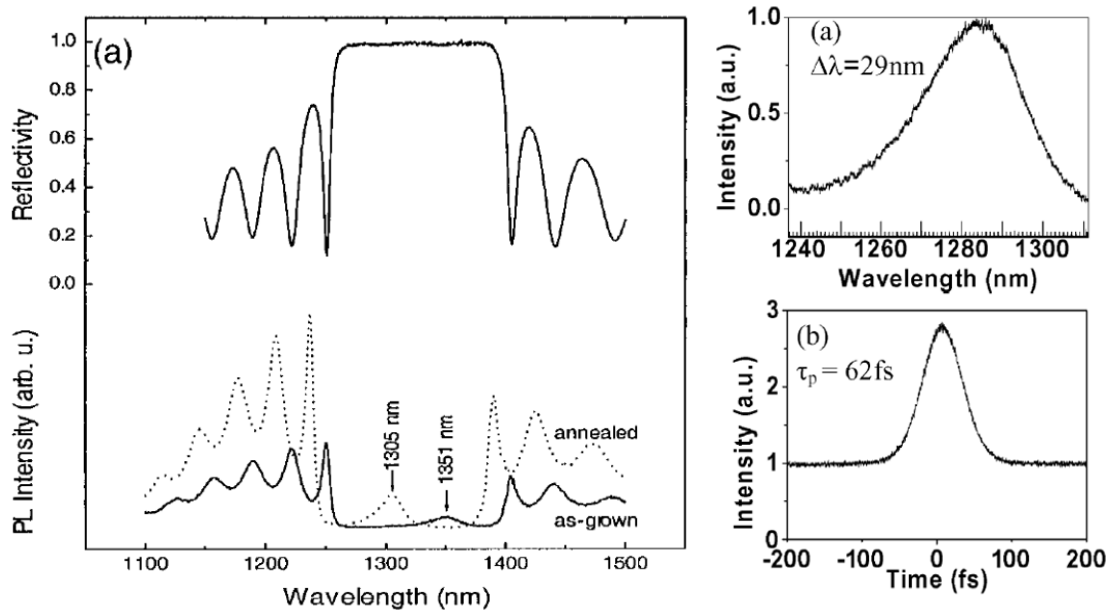 (a)
1.0
0.8
0.6
0.4
0.2
0.0
Reflectivity
PL Intensity (arb. u.)
1305 nm
1351 nm
annealed
as-grown
1100
1200
1300
1400
1500
Wavelength (nm)
(a)
Δλ=29nm
1.0
0.5
0.0
Intensity (a.u.)
1240
1260
1280
1300
Wavelength (nm)
(b)
τp = 62fs
3
2
1
0
Intensity (a.u.)
-200
-100
0
100
200
Time (fs)